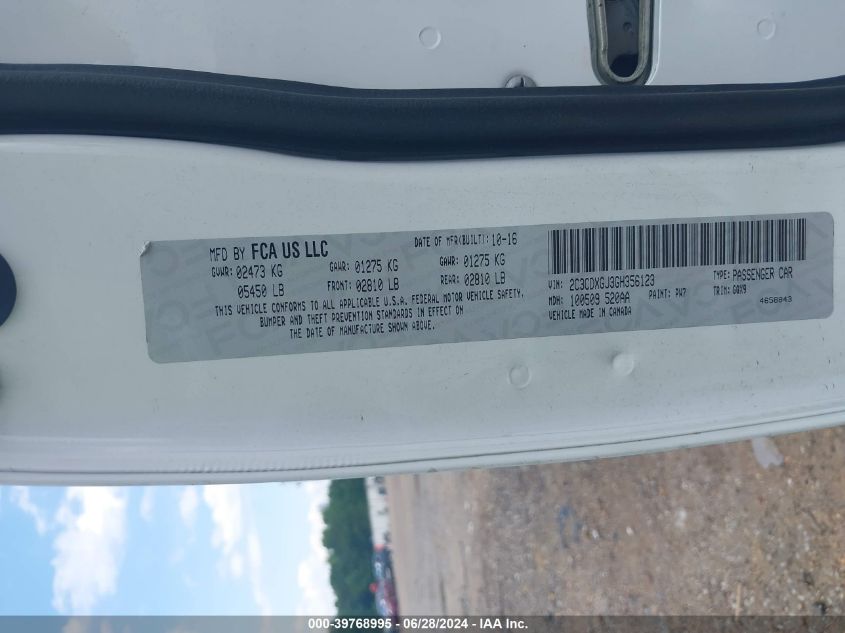 MFD BY FCA US LLC DATE OF MFR(BUILT): 10-16
GVWR: 02473 KG GAWR: 01275 KG GAWR: 01275 KG
05450 LB FRONT: 02810 LB REAR: 02810 LB
THIS VEHICLE CONFORMS TO ALL APPLICABLE U.S.A. FEDERAL MOTOR VEHICLE SAFETY,
BUMPER AND THEFT PREVENTION STANDARDS IN EFFECT ON
THE DATE OF MANUFACTURE SHOWN ABOVE.
VIN: 2C3CDXGJ3GH356123 TYPE: PASSENGER CAR
MDH: 100509 520AA PAINT: PW7 TRIM: GQX9
VEHICLE MADE IN CANADA 4656843
000-39768995 / 06/28/2024 - IAA Inc.